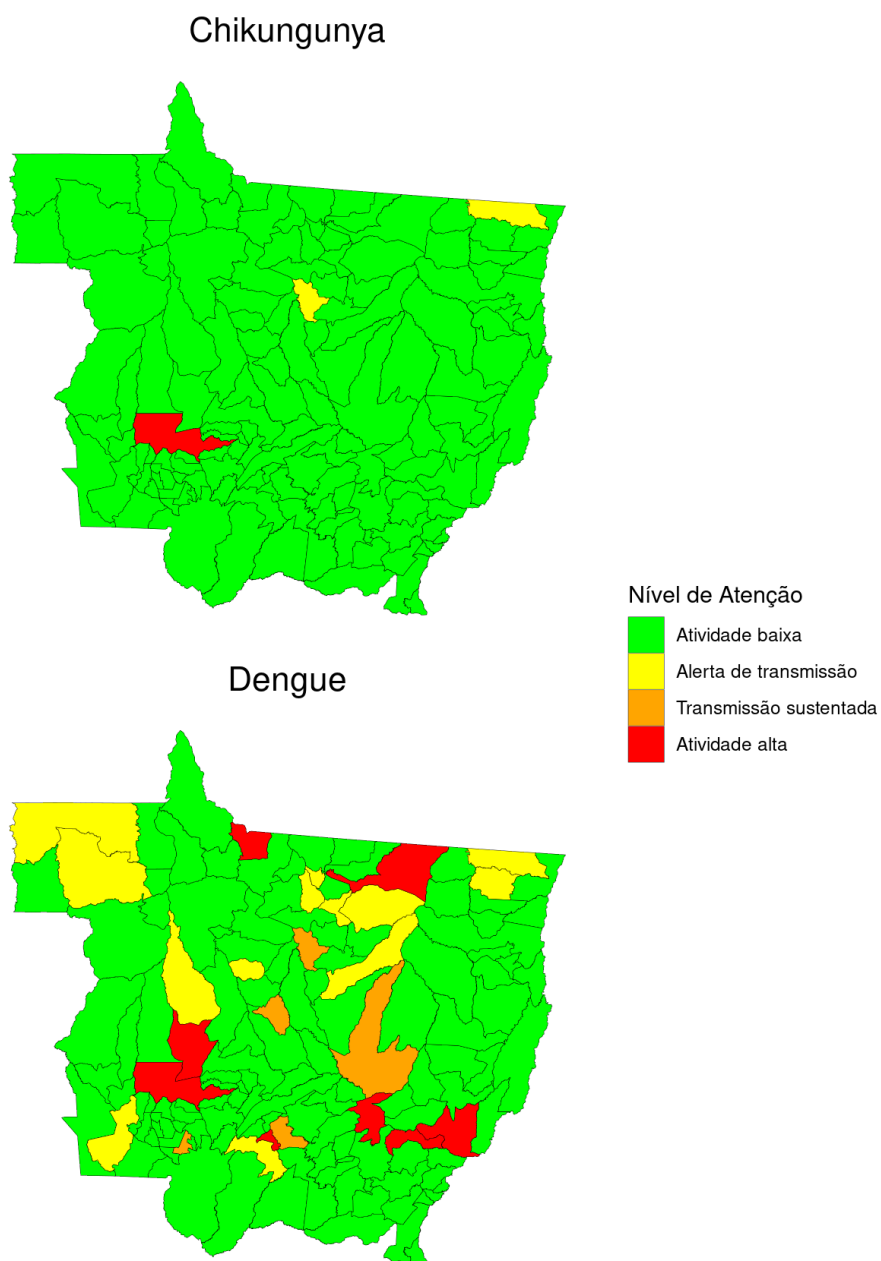 Chikungunya
Nível de Atenção
Atividade baixa
Alerta de transmissão
Transmissão sustentada
Atividade alta
Dengue